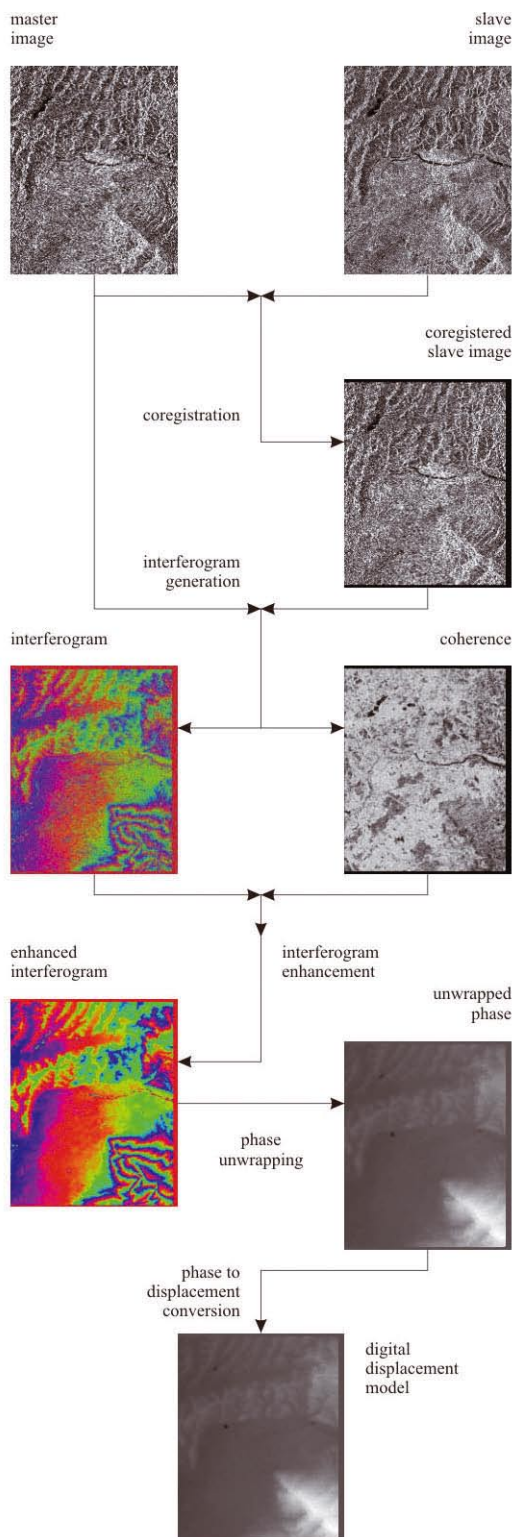 master
image
slave
image
coregistered
slave image
coregistration
interferogram
generation
interferogram
coherence
enhanced
interferogram
interferogram
enhancement
unwrapped
phase
phase
unwrapping
phase to
displacement
conversion
digital
displacement
model